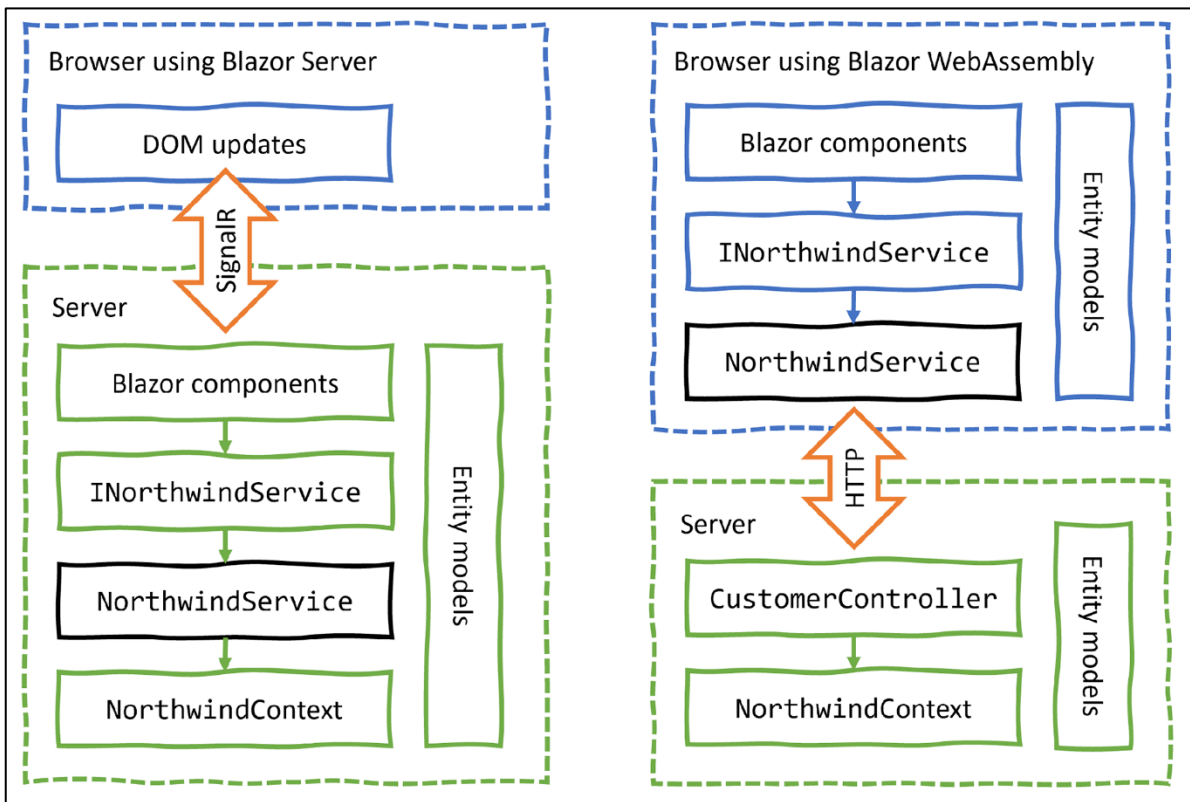 Browser using Blazor Server
DOM updates
SignalR
Server
Blazor components
INorthwindService
NorthwindService
NorthwindContext
Entity models
Browser using Blazor WebAssembly
Blazor components
INorthwindService
NorthwindService
Entity models
HTTP
Server
CustomerController
NorthwindContext
Entity models